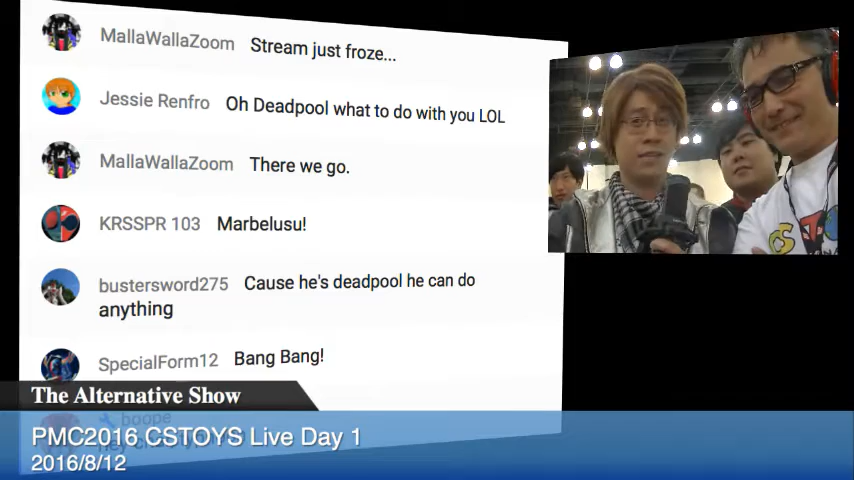 MallaWallaZoom Stream just froze...
Jessie Renfro Oh Deadpool what to do with you LOL
MallaWallaZoom There we go.
KRSSPR 103 Marbelusu!
bustersword275 Cause he's deadpool he can do
anything
SpecialForm12 Bang Bang!
The Alternative Show
boope
PMC2016 CSTOYS Live Day 1
2016/8/12